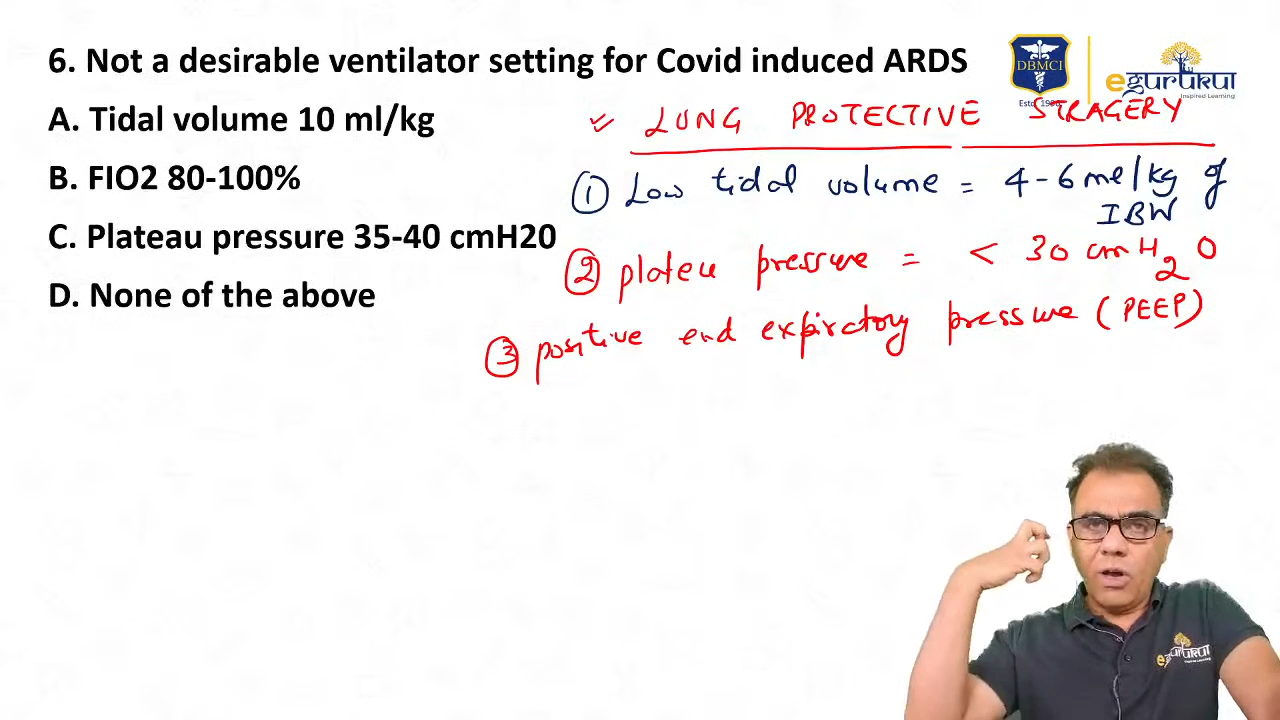 6. Not a desirable ventilator setting for Covid induced ARDS
A. Tidal volume 10 ml/kg
B. FIO2 80-100%
C. Plateau pressure 35-40 cmH20
D. None of the above
DBMCI
egurukul
Inspired Learning
LUNG PROTECTIVE STRAGERY
① Low tidal volume = 4-6 ml/kg of
IBW
② plateu pressure = < 30 cmH2O
③ positive end expiratory pressure (PEEP)
egurukul